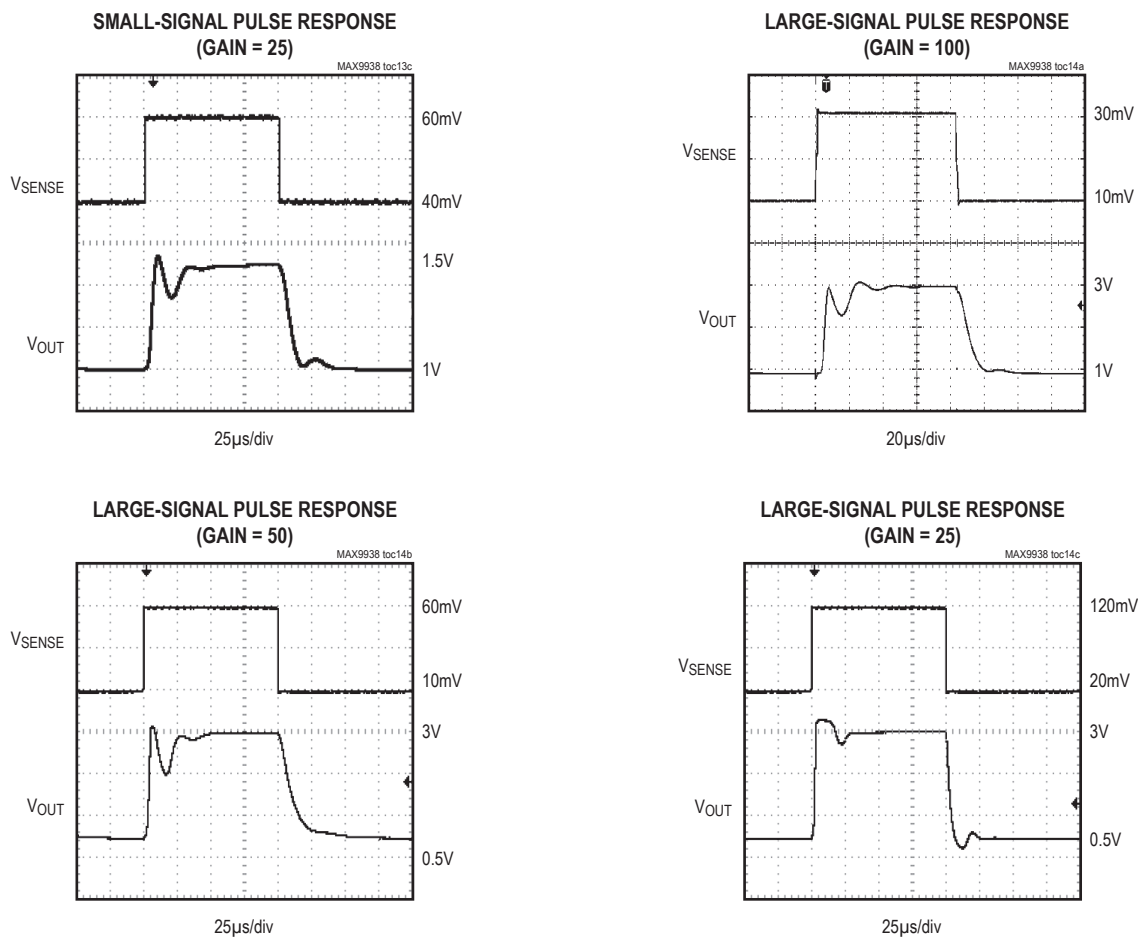 SMALL-SIGNAL PULSE RESPONSE
(GAIN = 25)
MAX9938 toc13c
60mV
VSENSE
40mV
1.5V
VOUT
1V
25µs/div
LARGE-SIGNAL PULSE RESPONSE
(GAIN = 100)
MAX9938 toc14a
T
30mV
VSENSE
10mV
3V
VOUT
1V
20µs/div
LARGE-SIGNAL PULSE RESPONSE
(GAIN = 50)
MAX9938 toc14b
60mV
VSENSE
10mV
3V
VOUT
0.5V
25µs/div
LARGE-SIGNAL PULSE RESPONSE
(GAIN = 25)
MAX9938 toc14c
120mV
VSENSE
20mV
3V
VOUT
0.5V
25µs/div